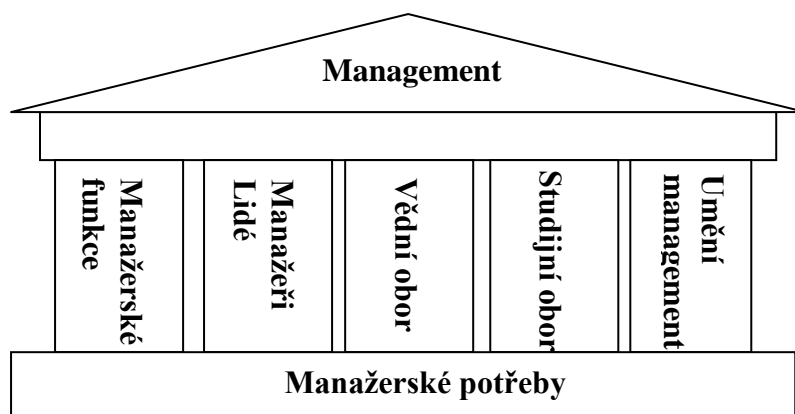 Management
Manažerské
funkce
Manažeři
Lidé
Vědní obor
Studijní obor
Umění
management
Manažerské potřeby